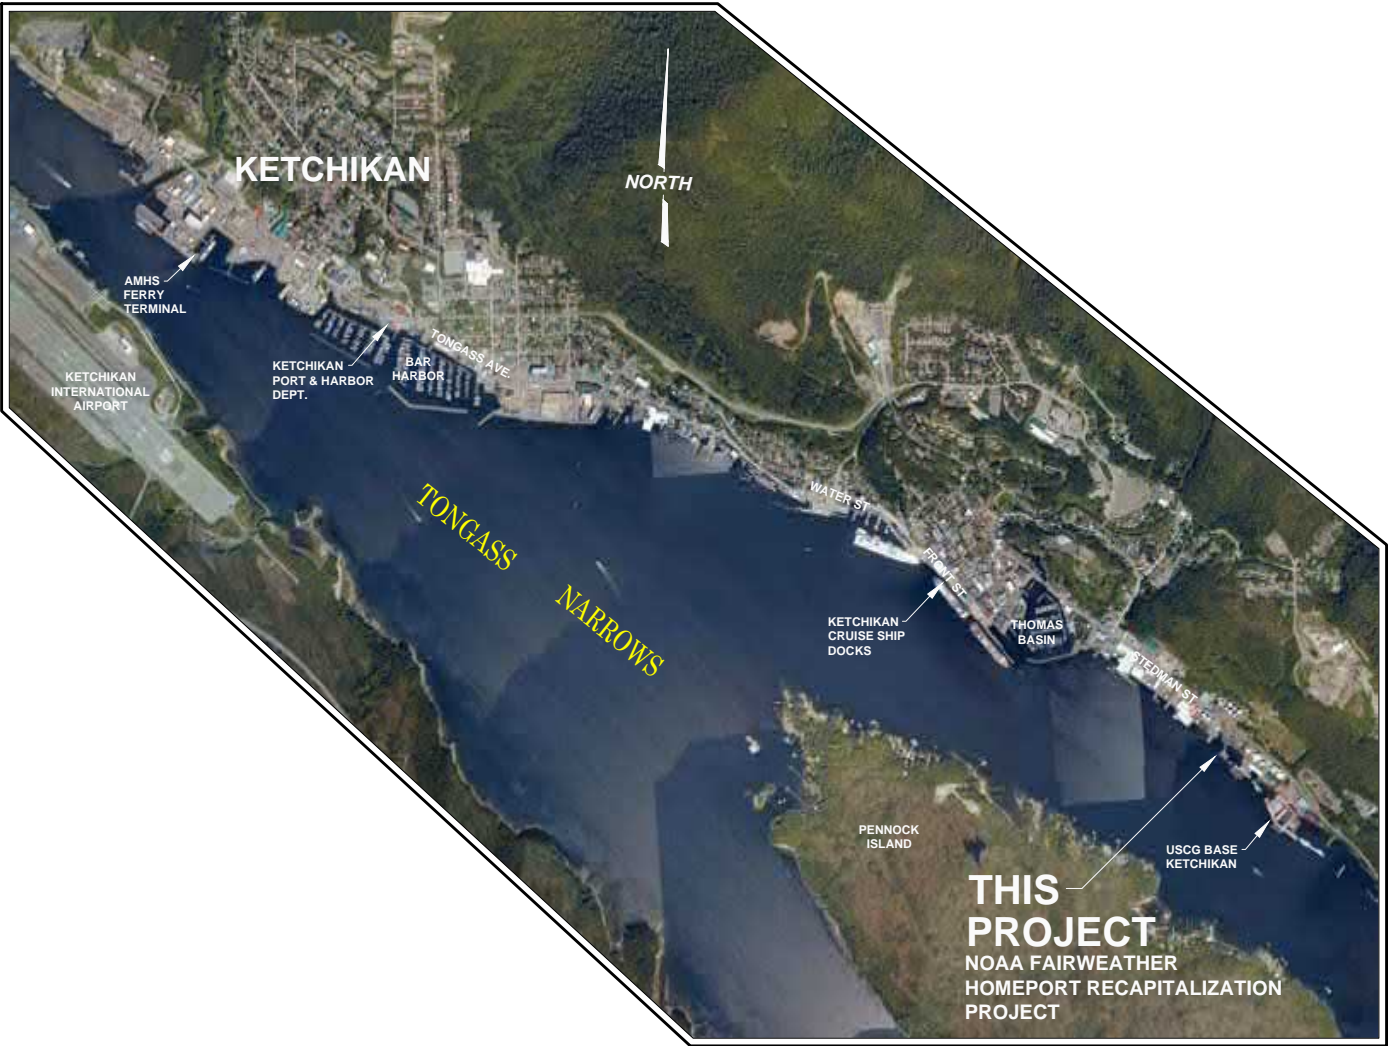 KETCHIKAN
NORTH
AMHS
FERRY
TERMINAL
KETCHIKAN
INTERNATIONAL
AIRPORT
KETCHIKAN
PORT & HARBOR
DEPT.
BAR
HARBOR
TONGASS AVE.
TONGASS
NARROWS
WATER ST
FRONT ST.
KETCHIKAN
CRUISE SHIP
DOCKS
THOMAS
BASIN
STEDMAN ST.
PENNOCK
ISLAND
USCG BASE
KETCHIKAN
THIS
PROJECT
NOAA FAIRWEATHER
HOMEPORT RECAPITALIZATION
PROJECT